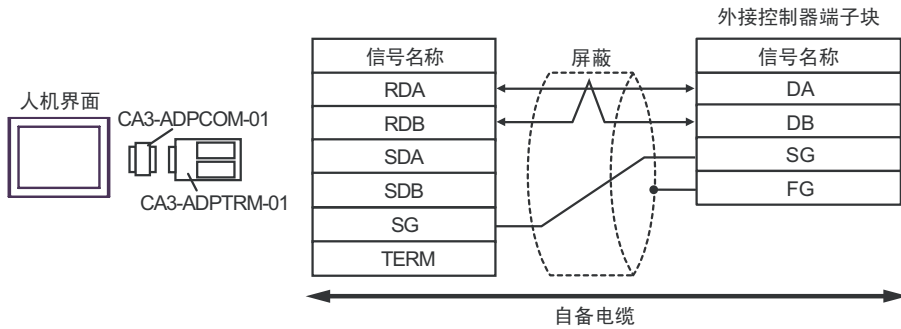 外接控制器端子块
信号名称
屏蔽
信号名称
RDA
DA
人机界面
CA3-ADPCOM-01
RDB
DB
SDA
SG
SDB
FG
CA3-ADPTRM-01
SG
TERM
自备电缆